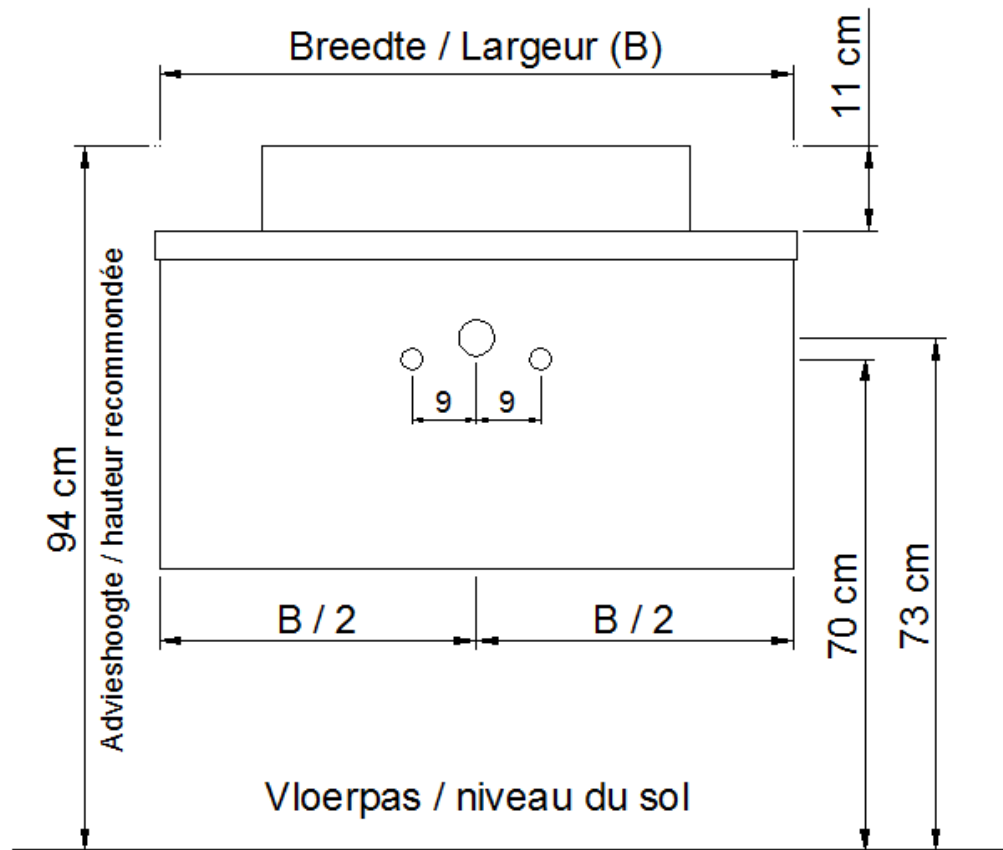 Breedte / Largeur (B)
11 cm
94 cm
Advieshoogte / hauteur recommondée
9
9
B / 2
B / 2
70 cm
73 cm
Vloerpas / niveau du sol